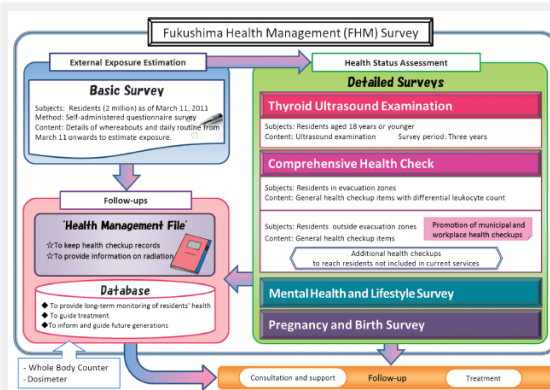 Fukushima Health Management (FHM) Survey
External Exposure Estimation
Basic Survey
Subjects: Residents (2 million) as of March 11, 2011
Method: Self-administered questionnaire survey
Content: Details of whereabouts and daily routine from
March 11 onwards to estimate exposure.
Health Status Assessment
Detailed Surveys
Thyroid Ultrasound Examination
Subjects: Residents aged 18 years or younger
Content: Ultrasound examination Survey period: Three years
Comprehensive Health Check
Subjects: Residents in evacuation zones
Content: General health checkup items with differential leukocyte count
Subjects: Residents outside evacuation zones
Content: General health checkup items
Promotion of municipal and
workplace health checkups
Additional health checkups
to reach residents not included in current services
Mental Health and Lifestyle Survey
Pregnancy and Birth Survey
Follow-ups
'Health Management File'
☆To keep health checkup records
☆To provide information on radiation
Database
◆ To provide long-term monitoring of residents' health
◆ To guide treatment
◆To inform and guide future generations
- Whole Body Counter
- Dosimeter
Consultation and support
Follow-up
Treatment